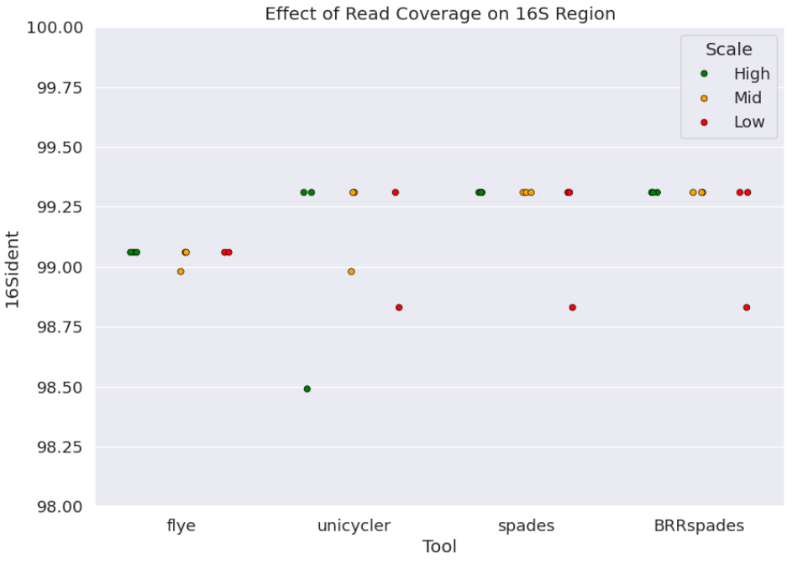 Effect of Read Coverage on 16S Region
100.00
99.75
99.50
99.25
99.00
98.75
98.50
98.25
98.00
16Sident
Scale
High
Mid
Low
flye
unicycler
spades
BRRspades
Tool